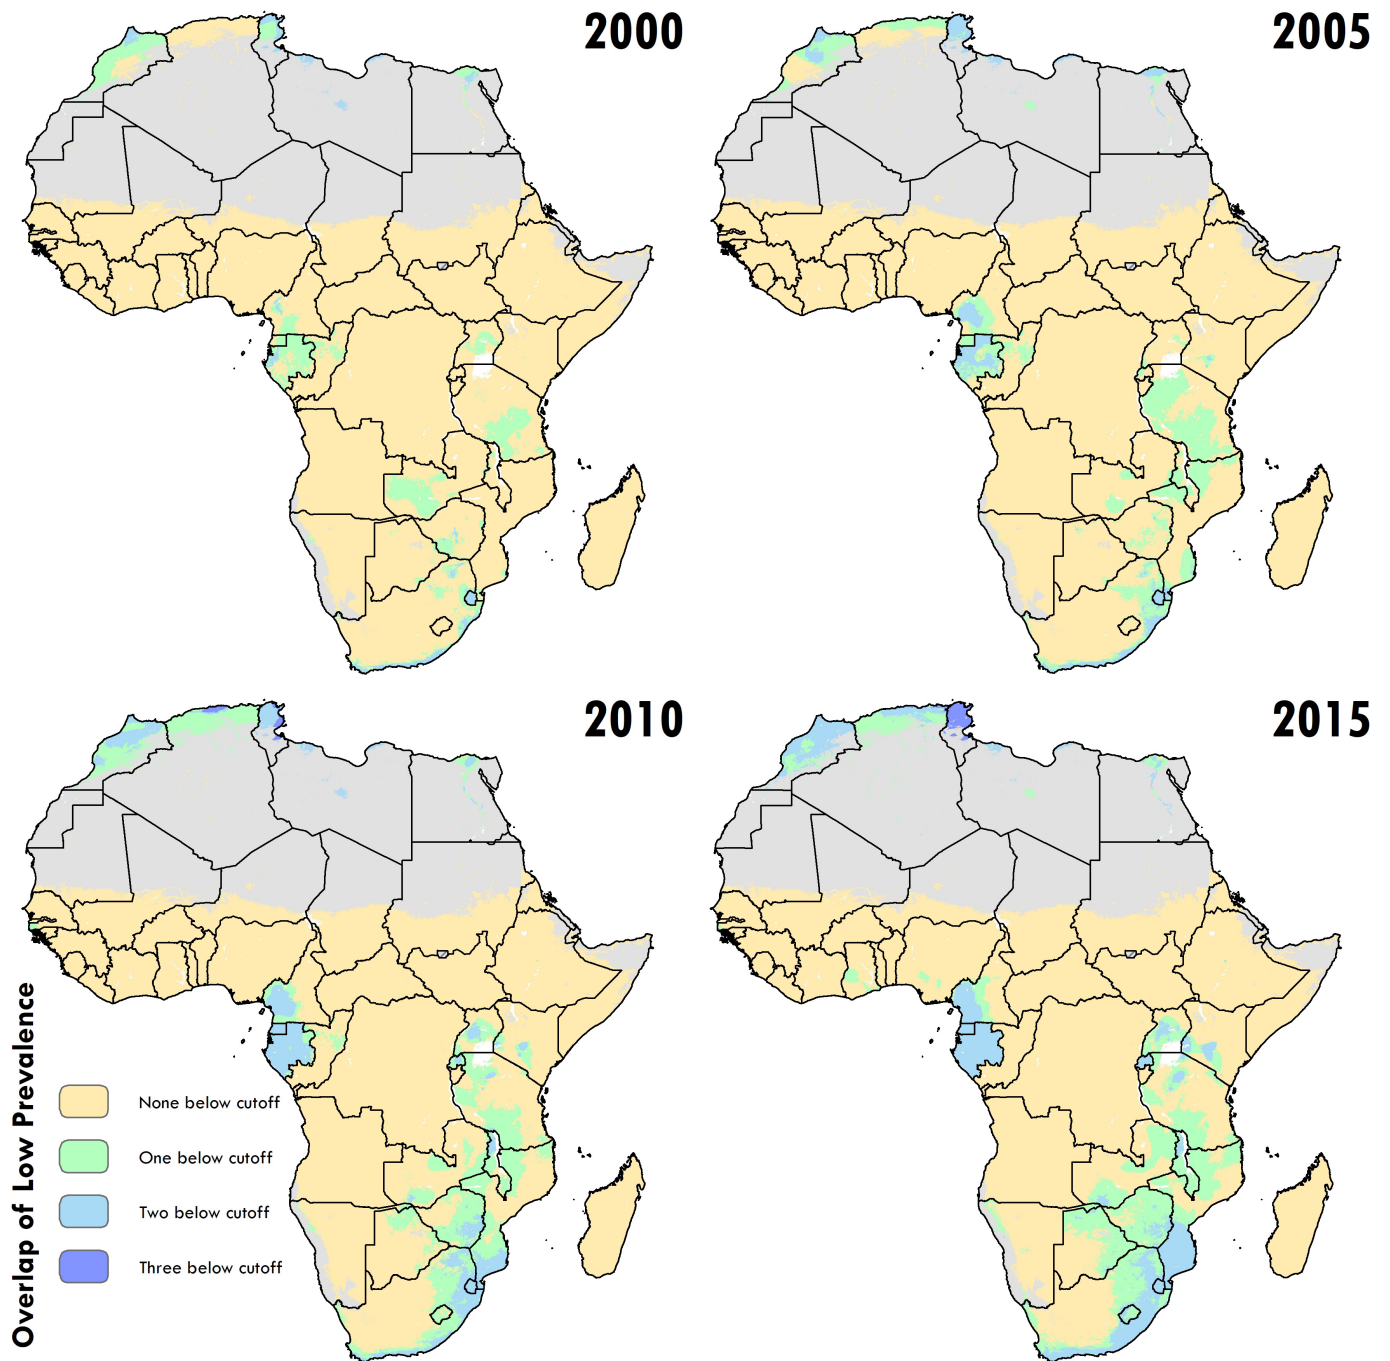 2000
2005
2010
2015
Overlap of Low Prevalence
None below cutoff
One below cutoff
Two below cutoff
Three below cutoff